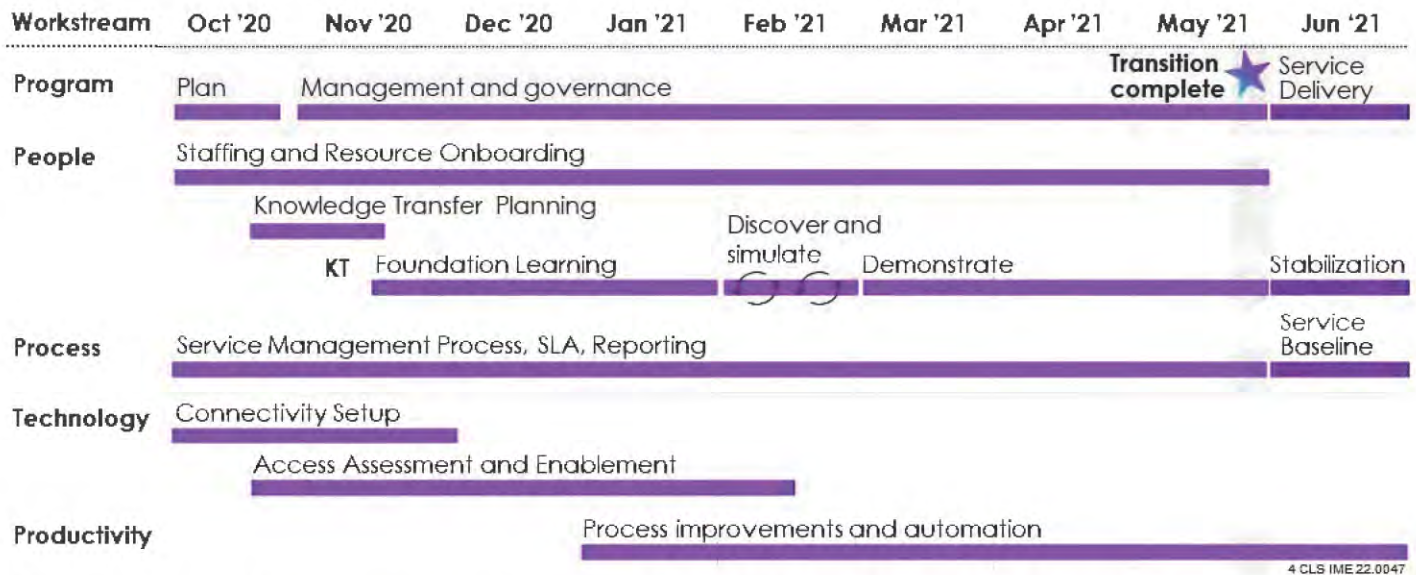 Workstream Oct '20 Nov '20 Dec '20 Jan '21 Feb '21 Mar '21 Apr '21 May '21 Jun '21
Program
Plan
Management and governance
Transition
complete
Service
Delivery
People
Staffing and Resource Onboarding
Knowledge Transfer Planning
KT
Foundation Learning
Discover and
simulate
Demonstrate
Stabilization
Process
Service Management Process, SLA, Reporting
Service
Baseline
Technology
Connectivity Setup
Access Assessment and Enablement
Productivity
Process improvements and automation
4 CLS IME 22.0047